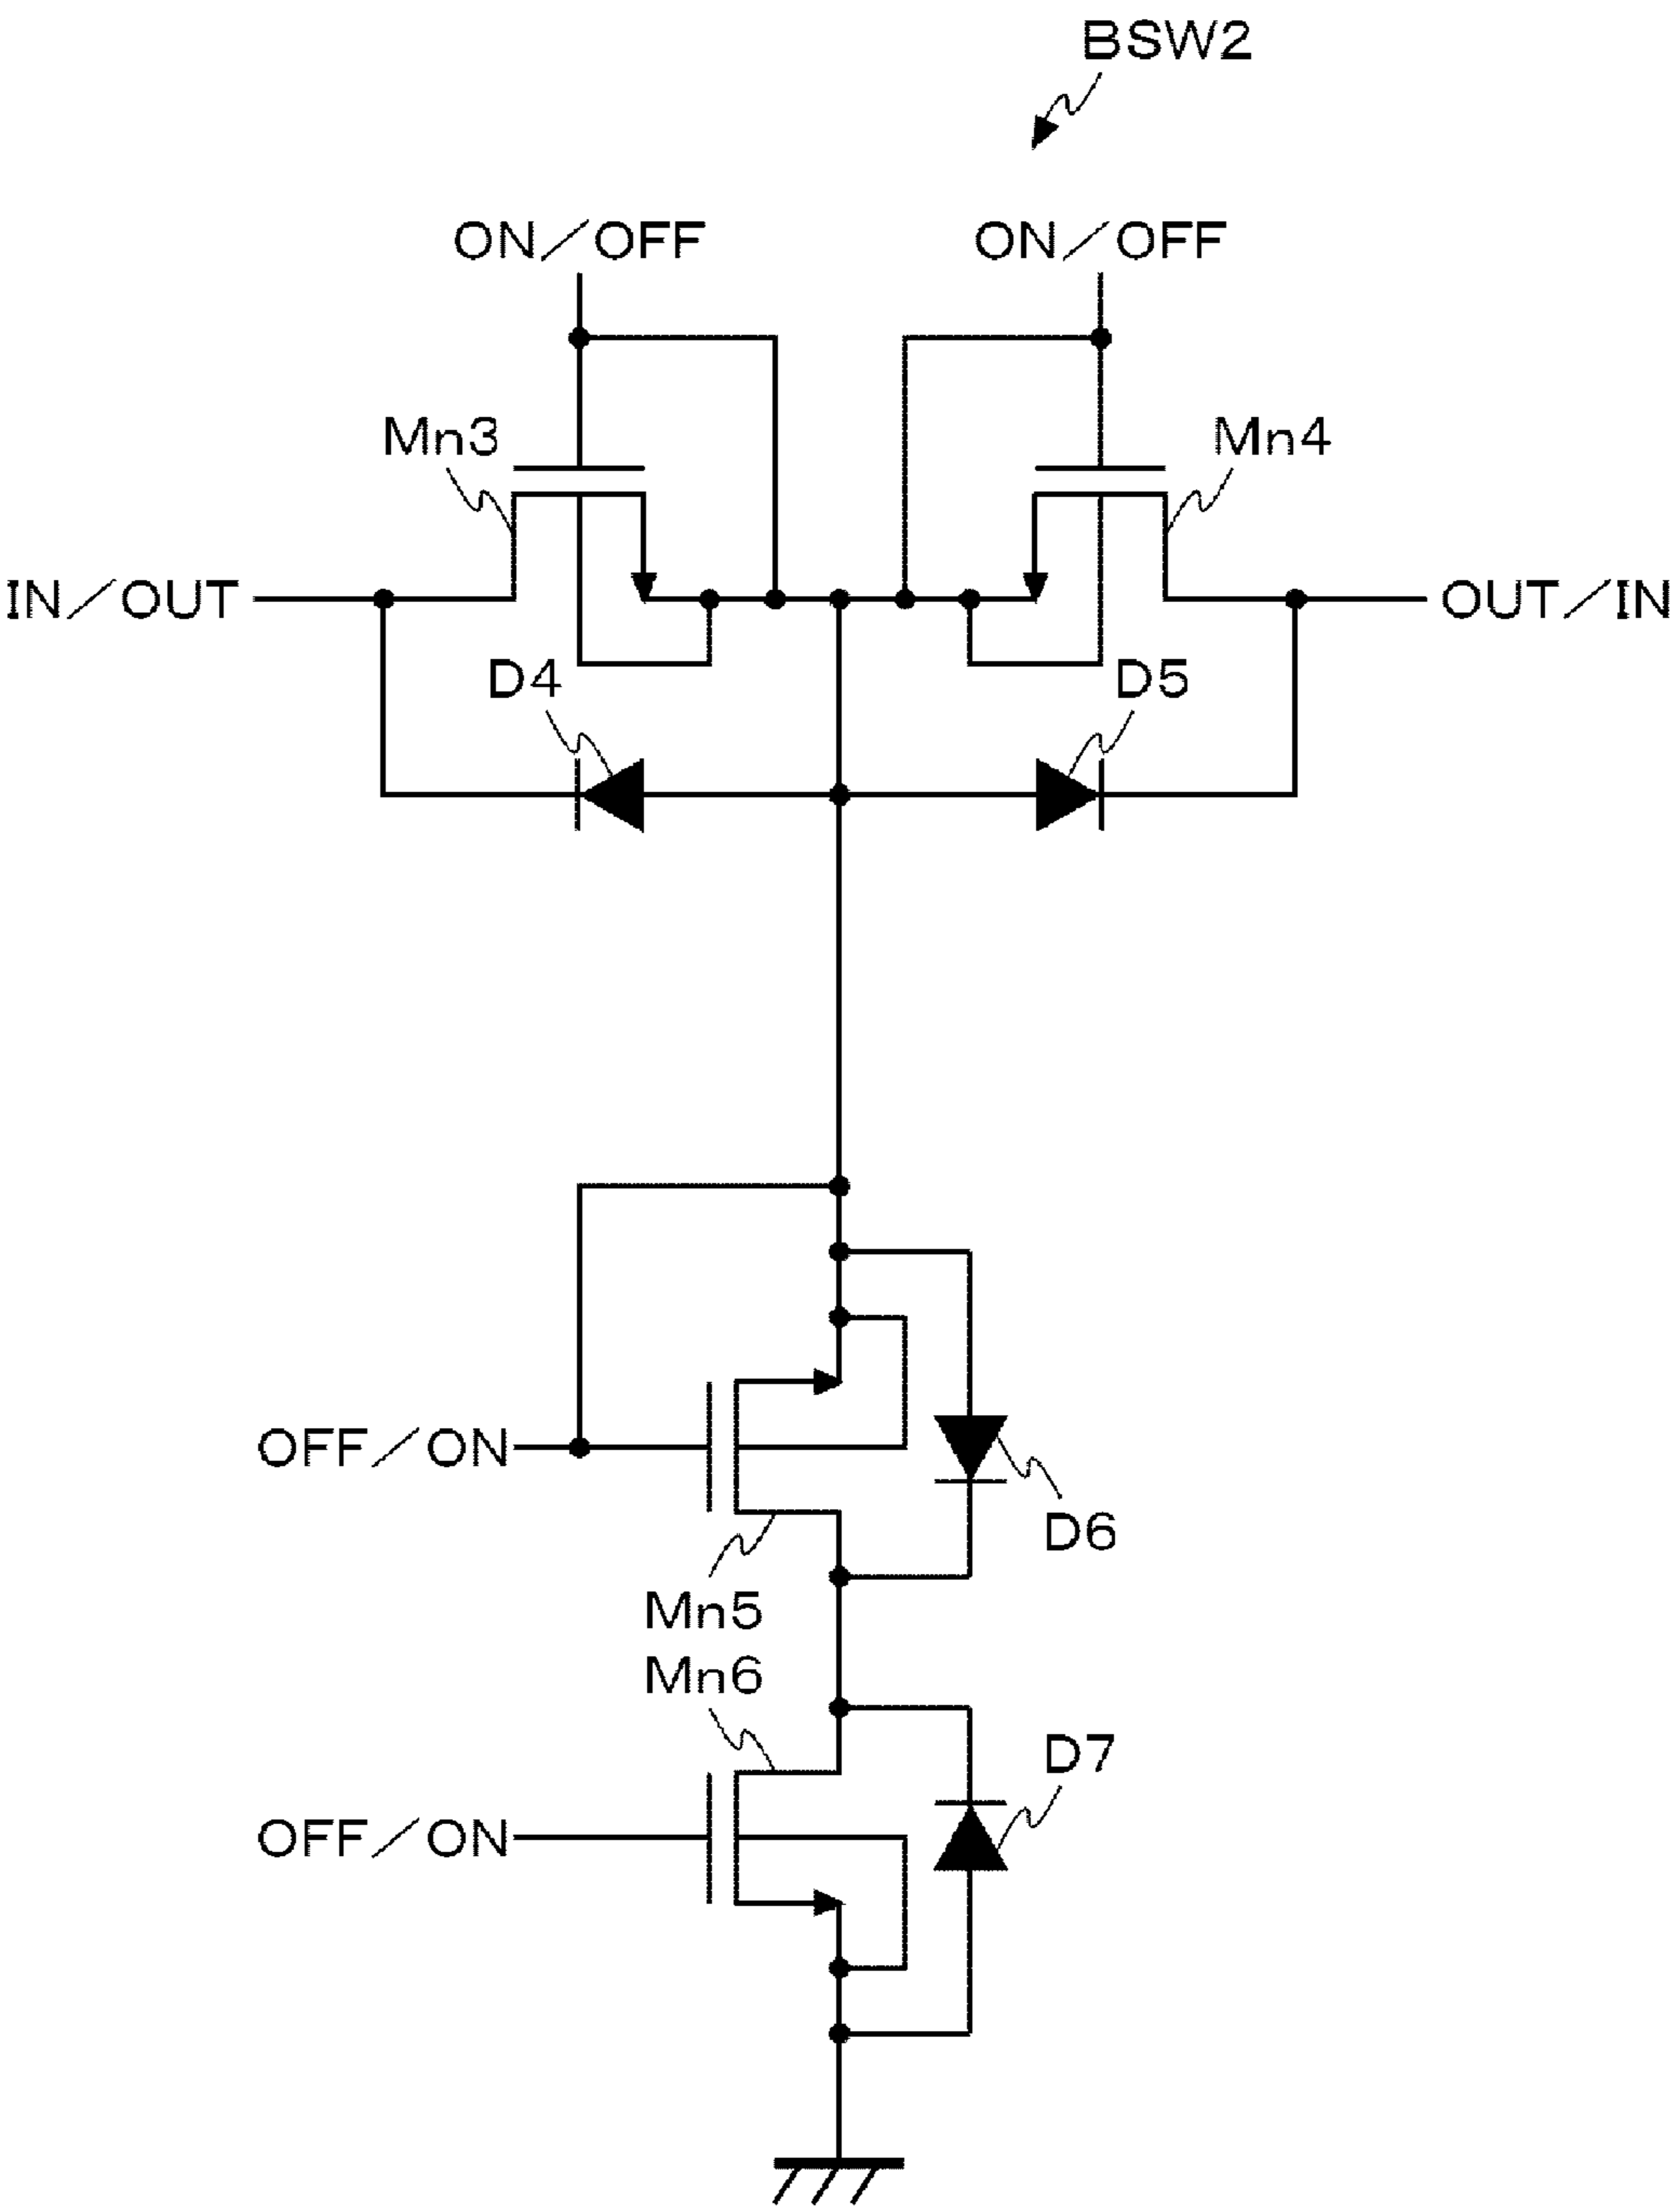 BSW2
ON／OFF ON／OFF
Mn3 Mn4
IN／OUT OUT／IN
D4 D5
OFF／ON
D6
Mn5
Mn6
D7
OFF／ON